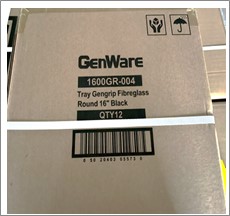 GENWARE
1600GR-004
Tray Gengrip Fibreglass
Round 16" Black
QTY12